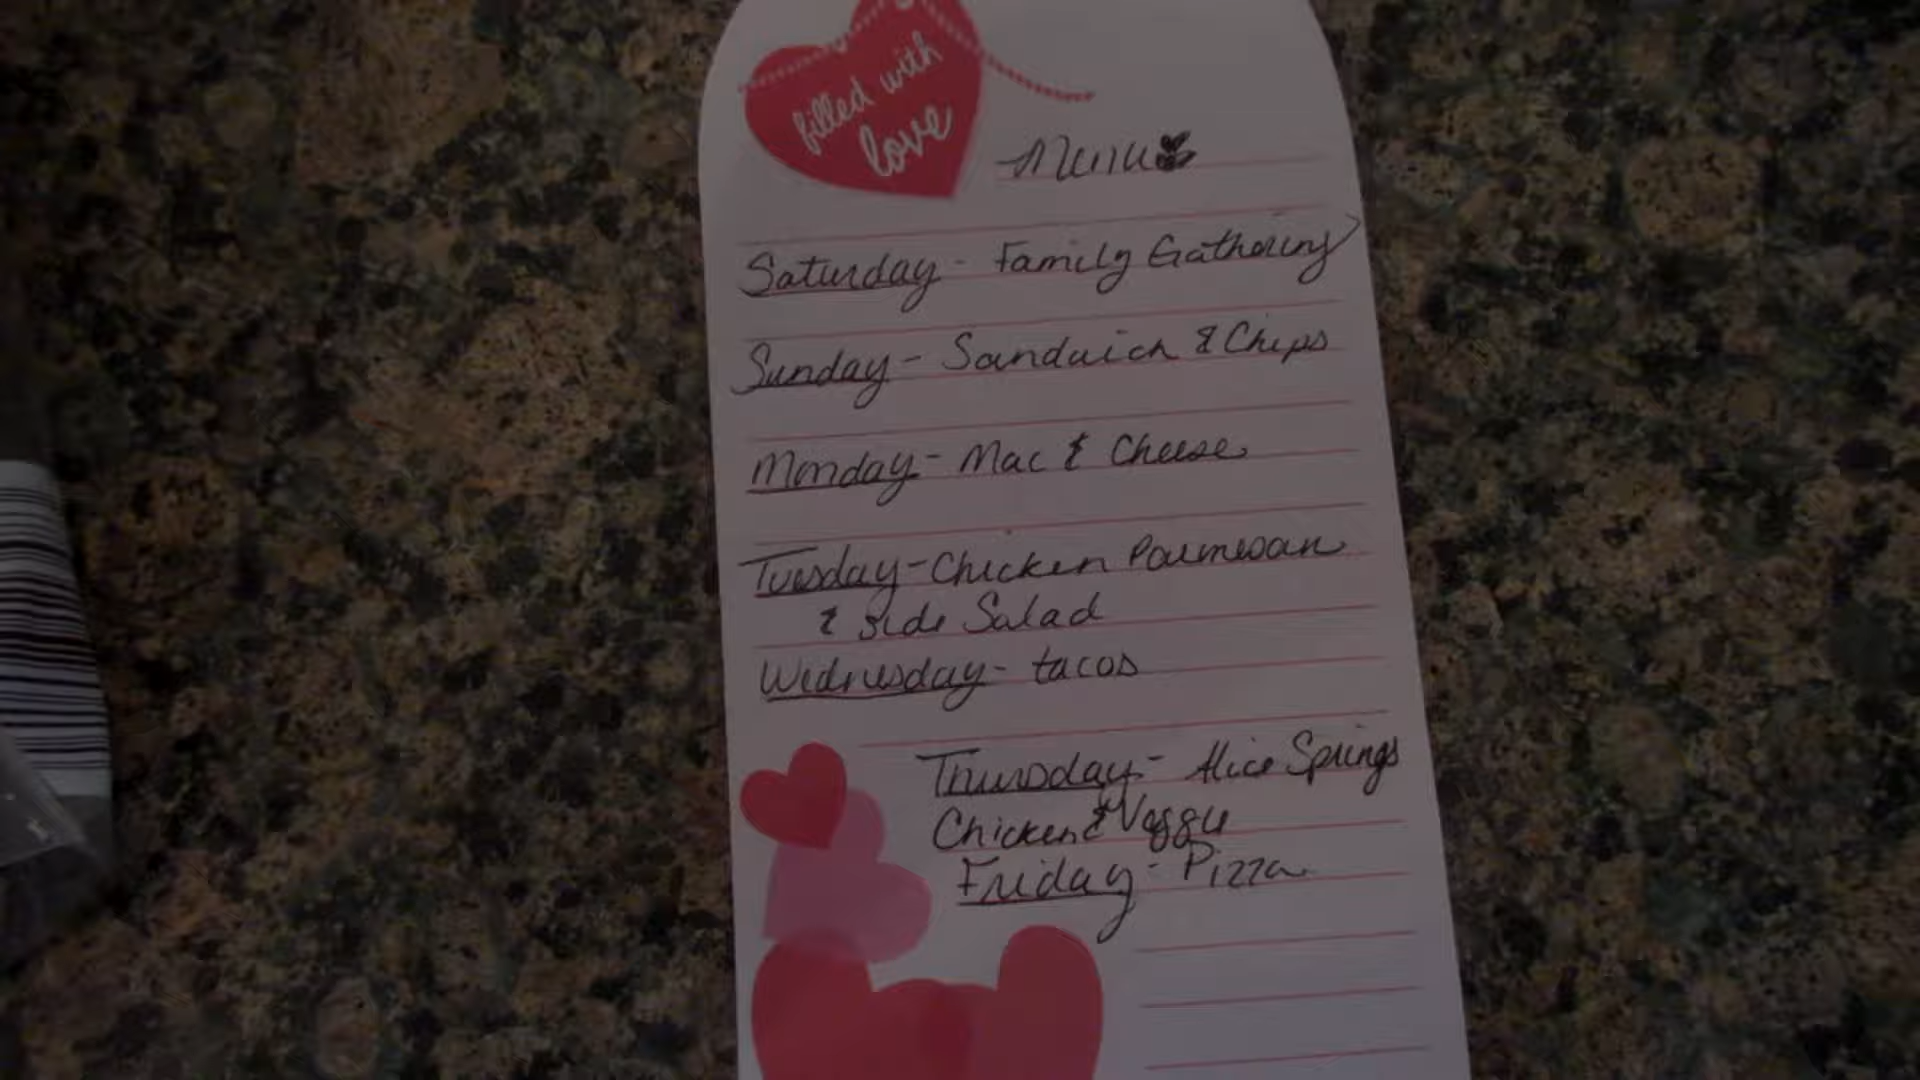 filled with
love
Menu
Saturday - Family Gathering
Sunday - Sandwich & Chips
Monday - Mac & Cheese
Tuesday - Chicken Parmesan
& Side Salad
Wednesday - tacos
Thursday - Alice Springs
Chicken & Veggie
Friday - Pizza